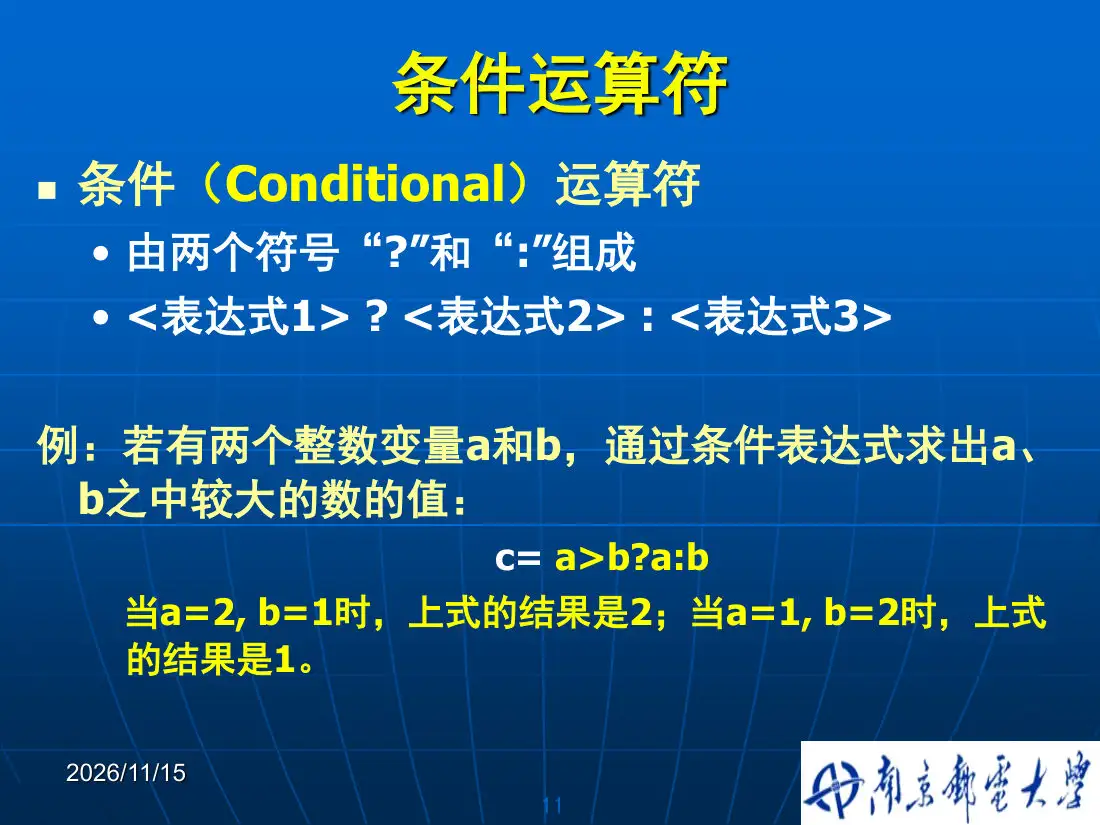 条件运算符
条件（Conditional）运算符
由两个符号“?”和“:”组成
<表达式1> ? <表达式2> : <表达式3>
例：若有两个整数变量a和b，通过条件表达式求出a、
b之中较大的数的值：
c= a>b?a:b
当a=2, b=1时，上式的结果是2；当a=1, b=2时，上式
的结果是1。
2026/11/15
11
南京郵電大學